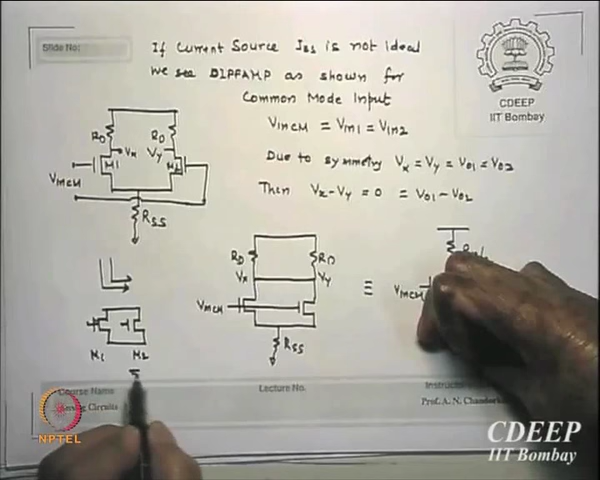 Slide No:
If Current Source ISS is not ideal
we see DIFFAMP as shown for
Common Mode Input
VINCM = Vin1 = VIN2
Due to symmetry Vx = Vy = V01 = V02
Then Vx - Vy = 0 = V01 - V02
CDEEP
IIT Bombay
RD RD
Vx Vy
M1 M2
VINCM
RSS
RD RD
Vx Vy
VINCM
RSS
≡
VINCM
M1 M2
Course Name
Circuits
Lecture No.
Instructor
Prof. A. N. Chandorkar
NPTEL
CDEEP
IIT Bombay